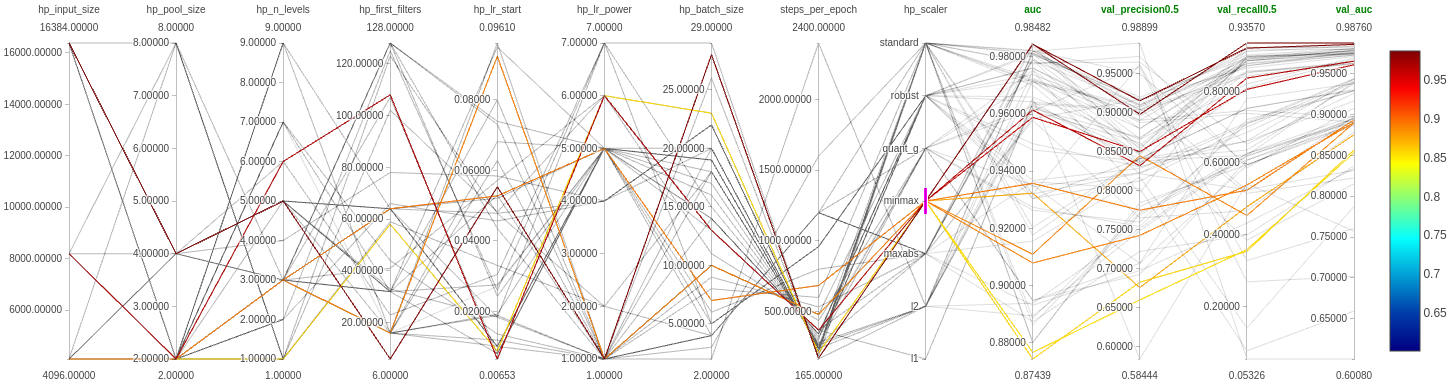 hp_input_size hp_pool_size hp_n_levels hp_first_filters hp_lr_start hp_lr_power hp_batch_size steps_per_epoch hp_scaler auc val_precision0.5 val_recall0.5 val_auc
16384.00000 8.00000 9.00000 128.00000 0.09610 7.00000 29.00000 2400.00000 0.98482 0.98899 0.93570 0.98760
8.00000 9.00000 7.00000 standard
16000.00000 0.98000
120.00000
0.95000 0.95000
8.00000 25.00000 0.95
14000.00000 7.00000 0.08000 6.00000 2000.00000 robust 0.80000
0.90000 0.90000
7.00000 100.00000 0.96000 0.9
12000.00000 6.00000 5.00000 20.00000 quant_g 0.85000 0.85000
6.00000 80.00000 0.06000 1500.00000 0.94000 0.60000 0.85
10000.00000 5.00000 5.00000 4.00000 15.00000 minmax 0.80000 0.80000 0.8
60.00000 0.92000
8000.00000 4.00000 4.00000 0.04000 3.00000 10.00000 1000.00000 maxabs 0.75000 0.40000 0.75000 0.75
40.00000 0.70000 0.70000 0.7
6000.00000 3.00000 3.00000 0.90000
20.00000 0.02000 2.00000 5.00000 500.00000 l2 0.65000 0.20000 0.65000 0.65
2.00000 0.88000 0.60000
2.00000 1.00000 1.00000 l1
4096.00000 2.00000 1.00000 6.00000 0.00653 1.00000 2.00000 165.00000 0.87439 0.58444 0.05326 0.60080